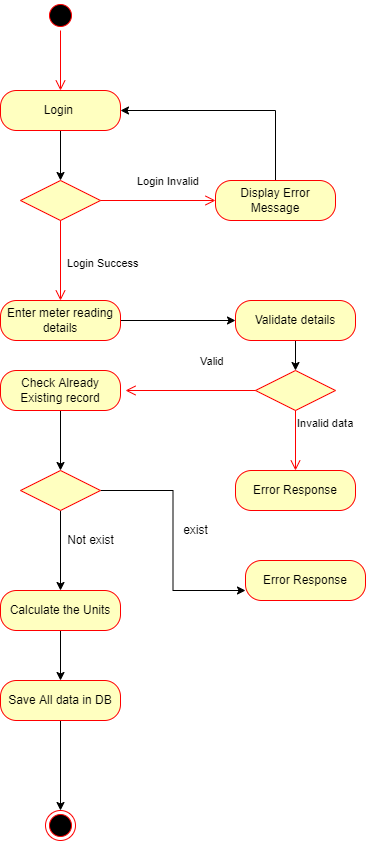 Login
Login Invalid
Display Error
Message
Login Success
Enter meter reading
details
Validate details
Valid
Check Already
Existing record
Invalid data
Error Response
exist
Not exist
Error Response
Calculate the Units
Save All data in DB